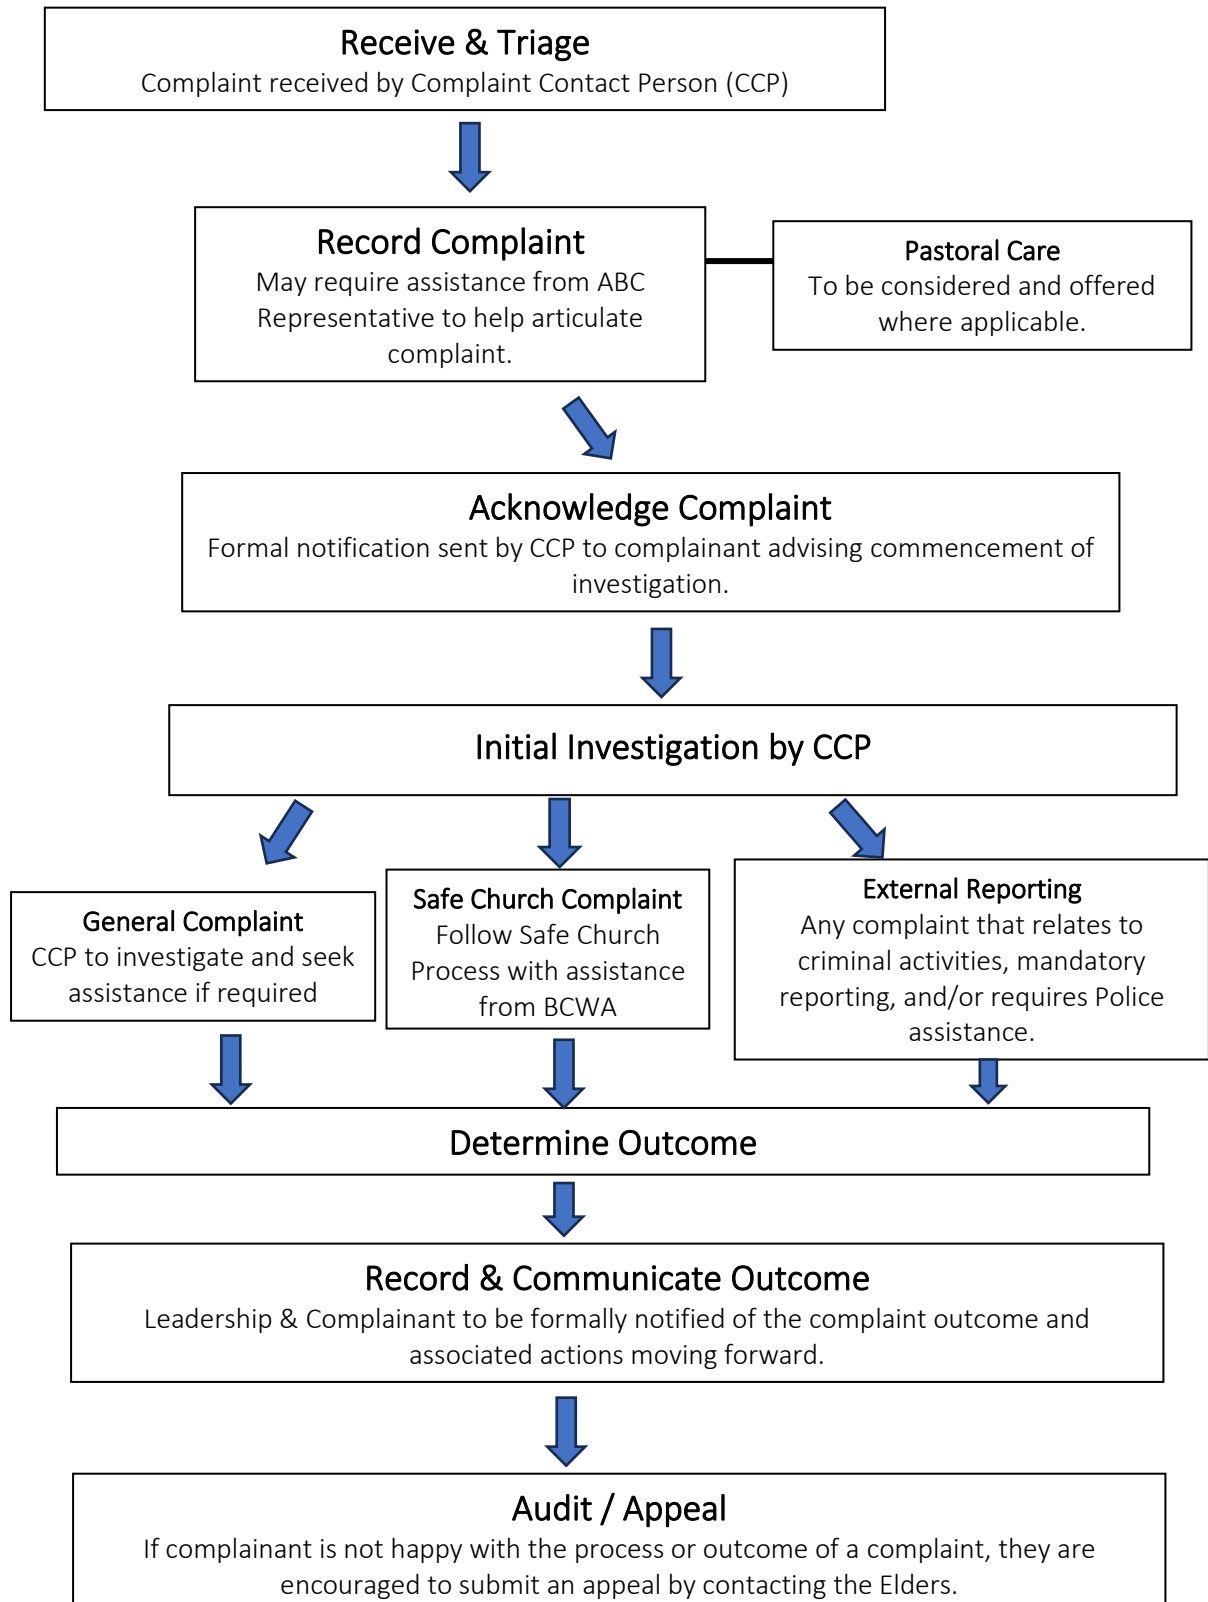 Receive & Triage
Complaint received by Complaint Contact Person (CCP)
Record Complaint
May require assistance from ABC
Representative to help articulate
complaint.
Pastoral Care
To be considered and offered
where applicable.
Acknowledge Complaint
Formal notification sent by CCP to complainant advising commencement of
investigation.
Initial Investigation by CCP
General Complaint
CCP to investigate and seek
assistance if required
Safe Church Complaint
Follow Safe Church
Process with assistance
from BCWA
External Reporting
Any complaint that relates to
criminal activities, mandatory
reporting, and/or requires Police
assistance.
Determine Outcome
Record & Communicate Outcome
Leadership & Complainant to be formally notified of the complaint outcome and
associated actions moving forward.
Audit / Appeal
If complainant is not happy with the process or outcome of a complaint, they are
encouraged to submit an appeal by contacting the Elders.